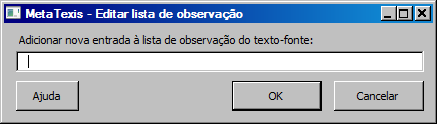 MetaTexis - Editar lista de observação
Adicionar nova entrada à lista de observação do texto-fonte:
Ajuda OK Cancelar